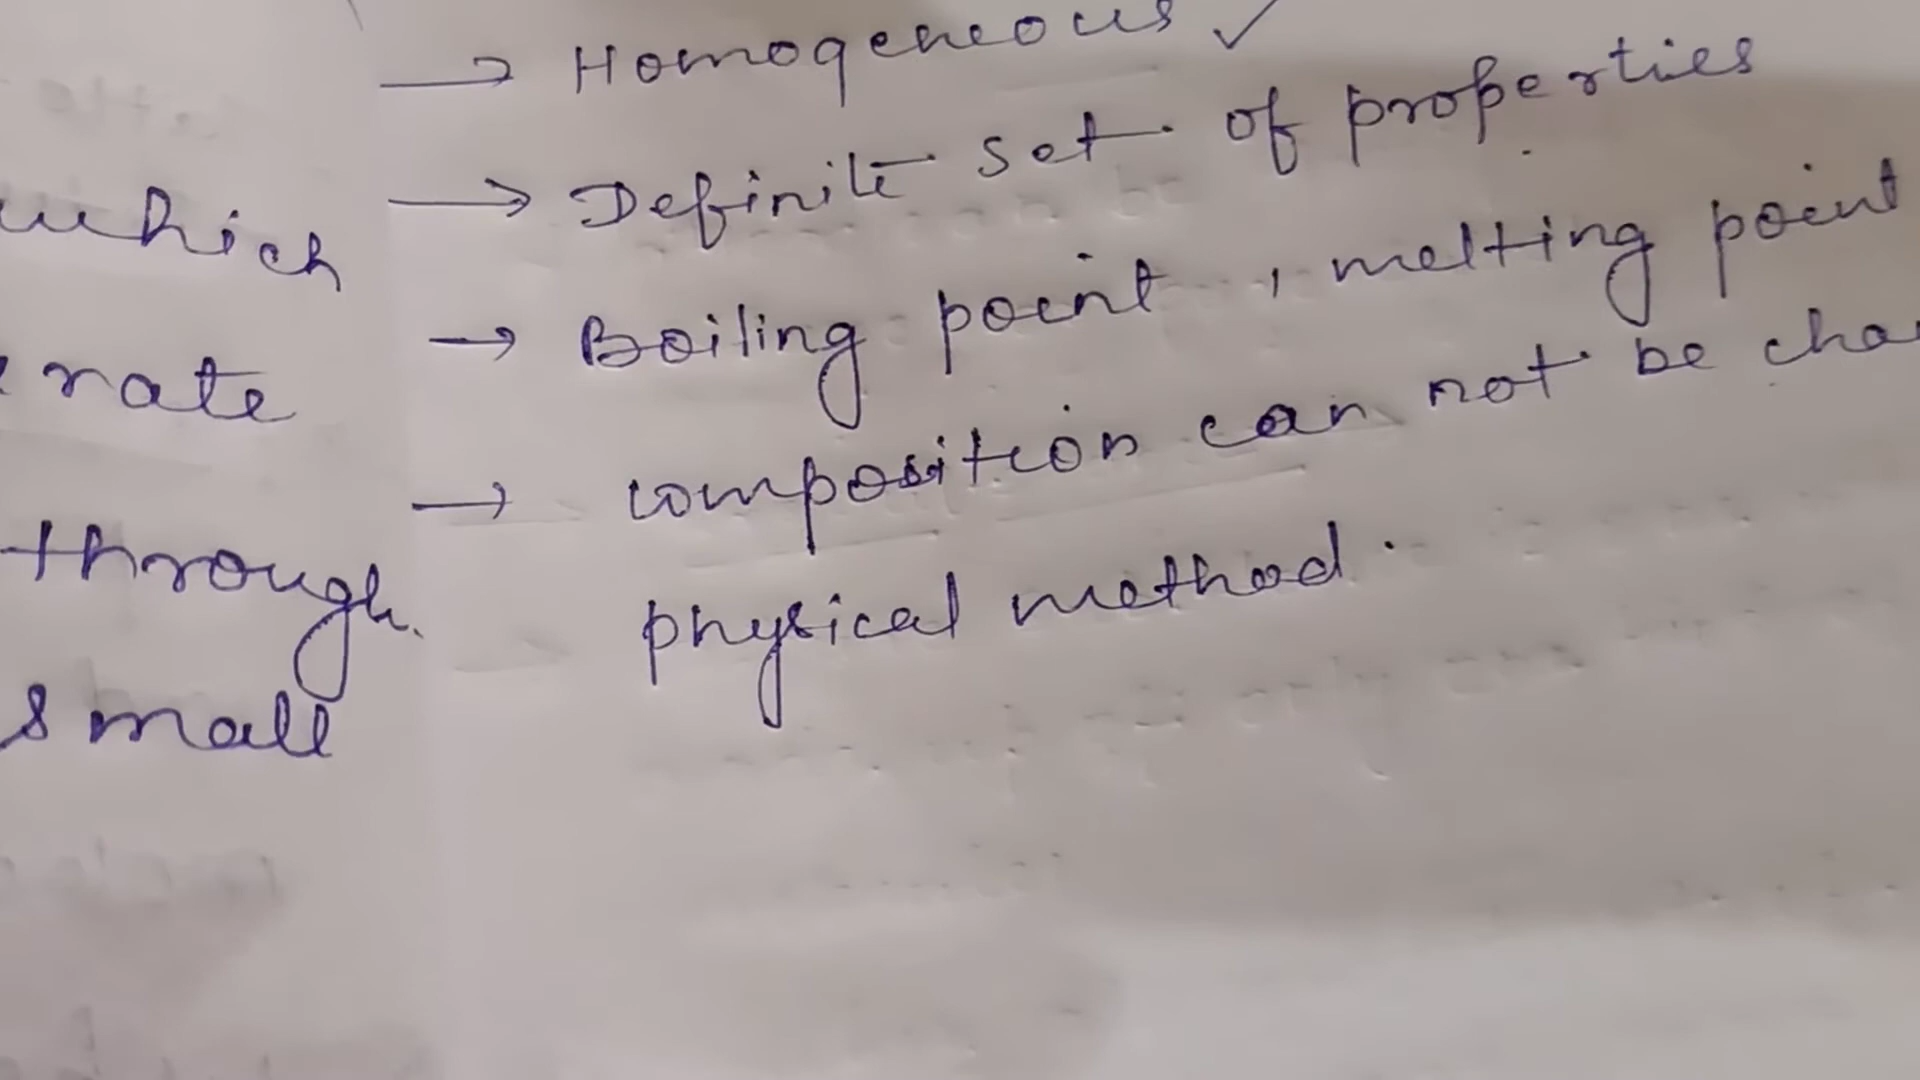 → Homogeneous ✓
→ Definite set of properties
which
→ Boiling point, melting point
rate
→ composition can not be cha
through.
physical method.
small